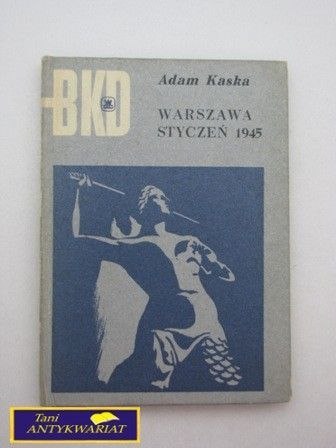 BKD
Adam Kaska
WARSZAWA
STYCZEŃ 1945
Tani
ANTYKWARIAT